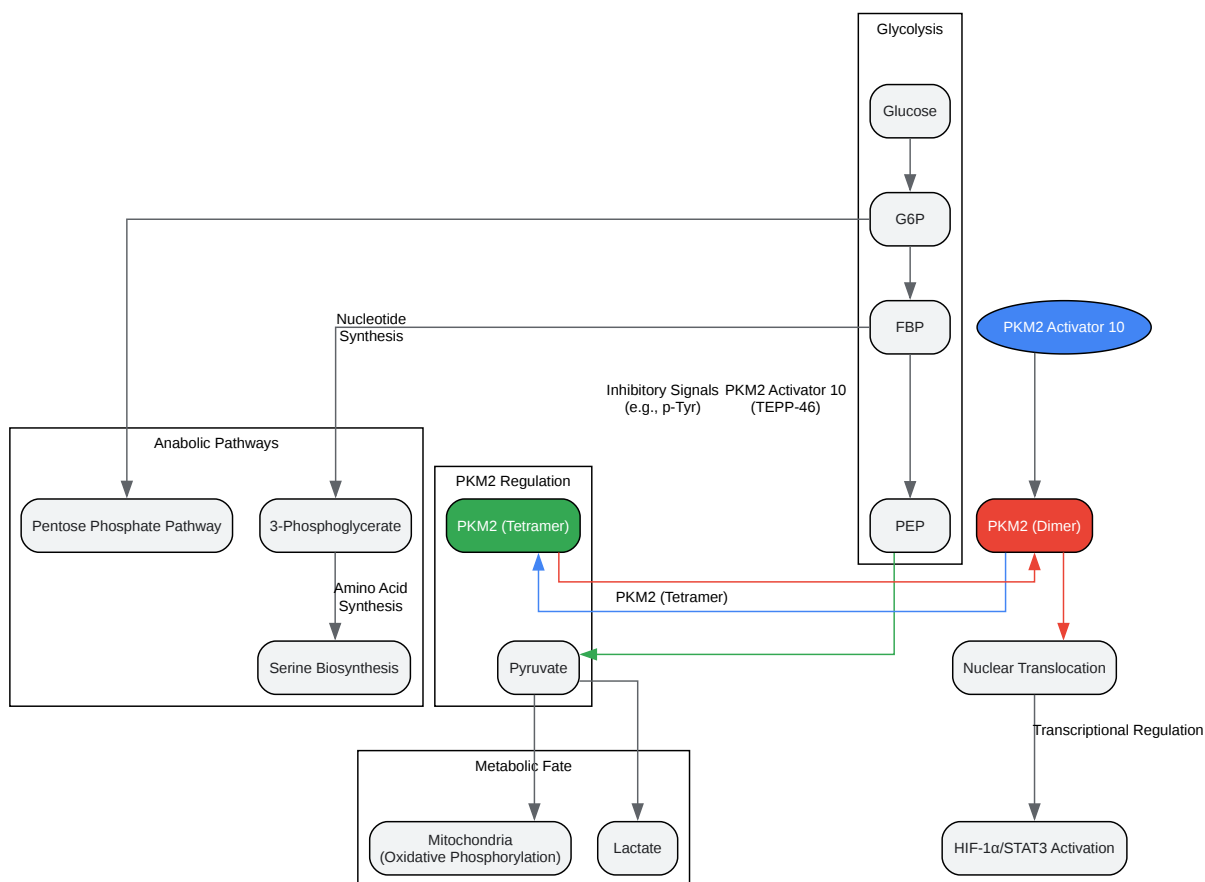 Glycolysis
Glucose
G6P
Nucleotide
Synthesis
FBP
PKM2 Activator 10
Inhibitory Signals
(e.g., p-Tyr)
PKM2 Activator 10
(TEPP-46)
Anabolic Pathways
PKM2 Regulation
Pentose Phosphate Pathway
3-Phosphoglycerate
PKM2 (Tetramer)
PEP
PKM2 (Dimer)
Amino Acid
Synthesis
PKM2 (Tetramer)
Serine Biosynthesis
Pyruvate
Nuclear Translocation
Transcriptional Regulation
Metabolic Fate
Mitochondria
(Oxidative Phosphorylation)
Lactate
HIF-1α/STAT3 Activation